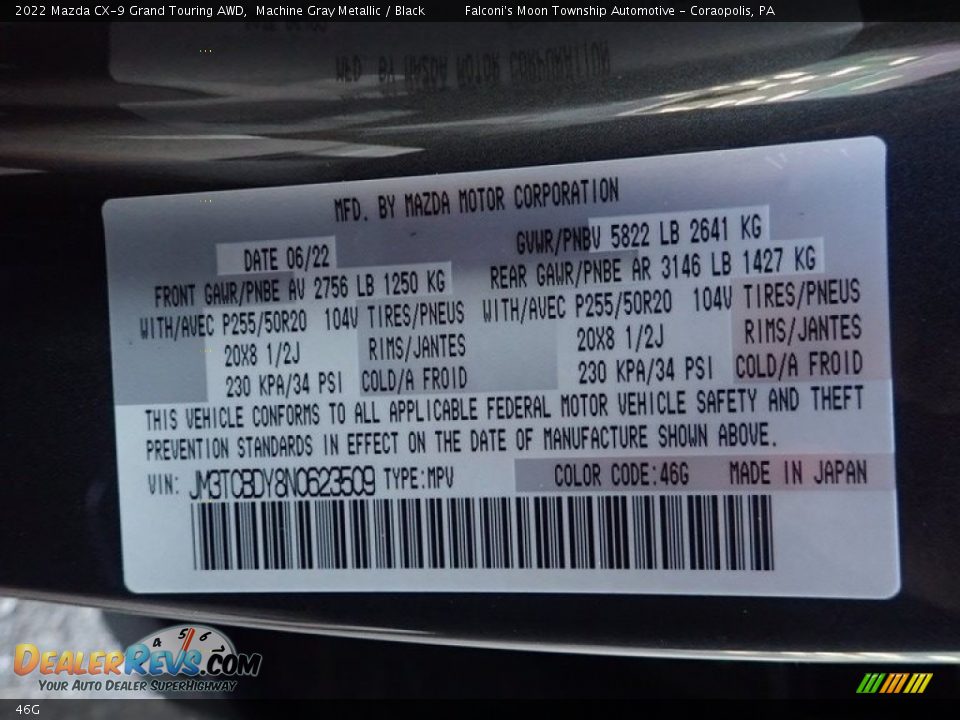 2022 Mazda CX-9 Grand Touring AWD, Machine Gray Metallic / Black Falconi's Moon Township Automotive - Coraopolis, PA
MFD. BY MAZDA MOTOR CORPORATION
DATE 06/22 GVWR/PNBV 5822 LB 2641 KG
FRONT GAWR/PNBE AV 2756 LB 1250 KG REAR GAWR/PNBE AR 3146 LB 1427 KG
WITH/AVEC P255/50R20 104V TIRES/PNEUS WITH/AVEC P255/50R20 104V TIRES/PNEUS
20X8 1/2J RIMS/JANTES 20X8 1/2J RIMS/JANTES
230 KPA/34 PSI COLD/A FROID 230 KPA/34 PSI COLD/A FROID
THIS VEHICLE CONFORMS TO ALL APPLICABLE FEDERAL MOTOR VEHICLE SAFETY AND THEFT
PREVENTION STANDARDS IN EFFECT ON THE DATE OF MANUFACTURE SHOWN ABOVE.
VIN: JM3TCBDY8N0623509 TYPE:MPV COLOR CODE:46G MADE IN JAPAN
4 5 6
DEALERREVS.COM
YOUR AUTO DEALER SUPERHIGHWAY
46G